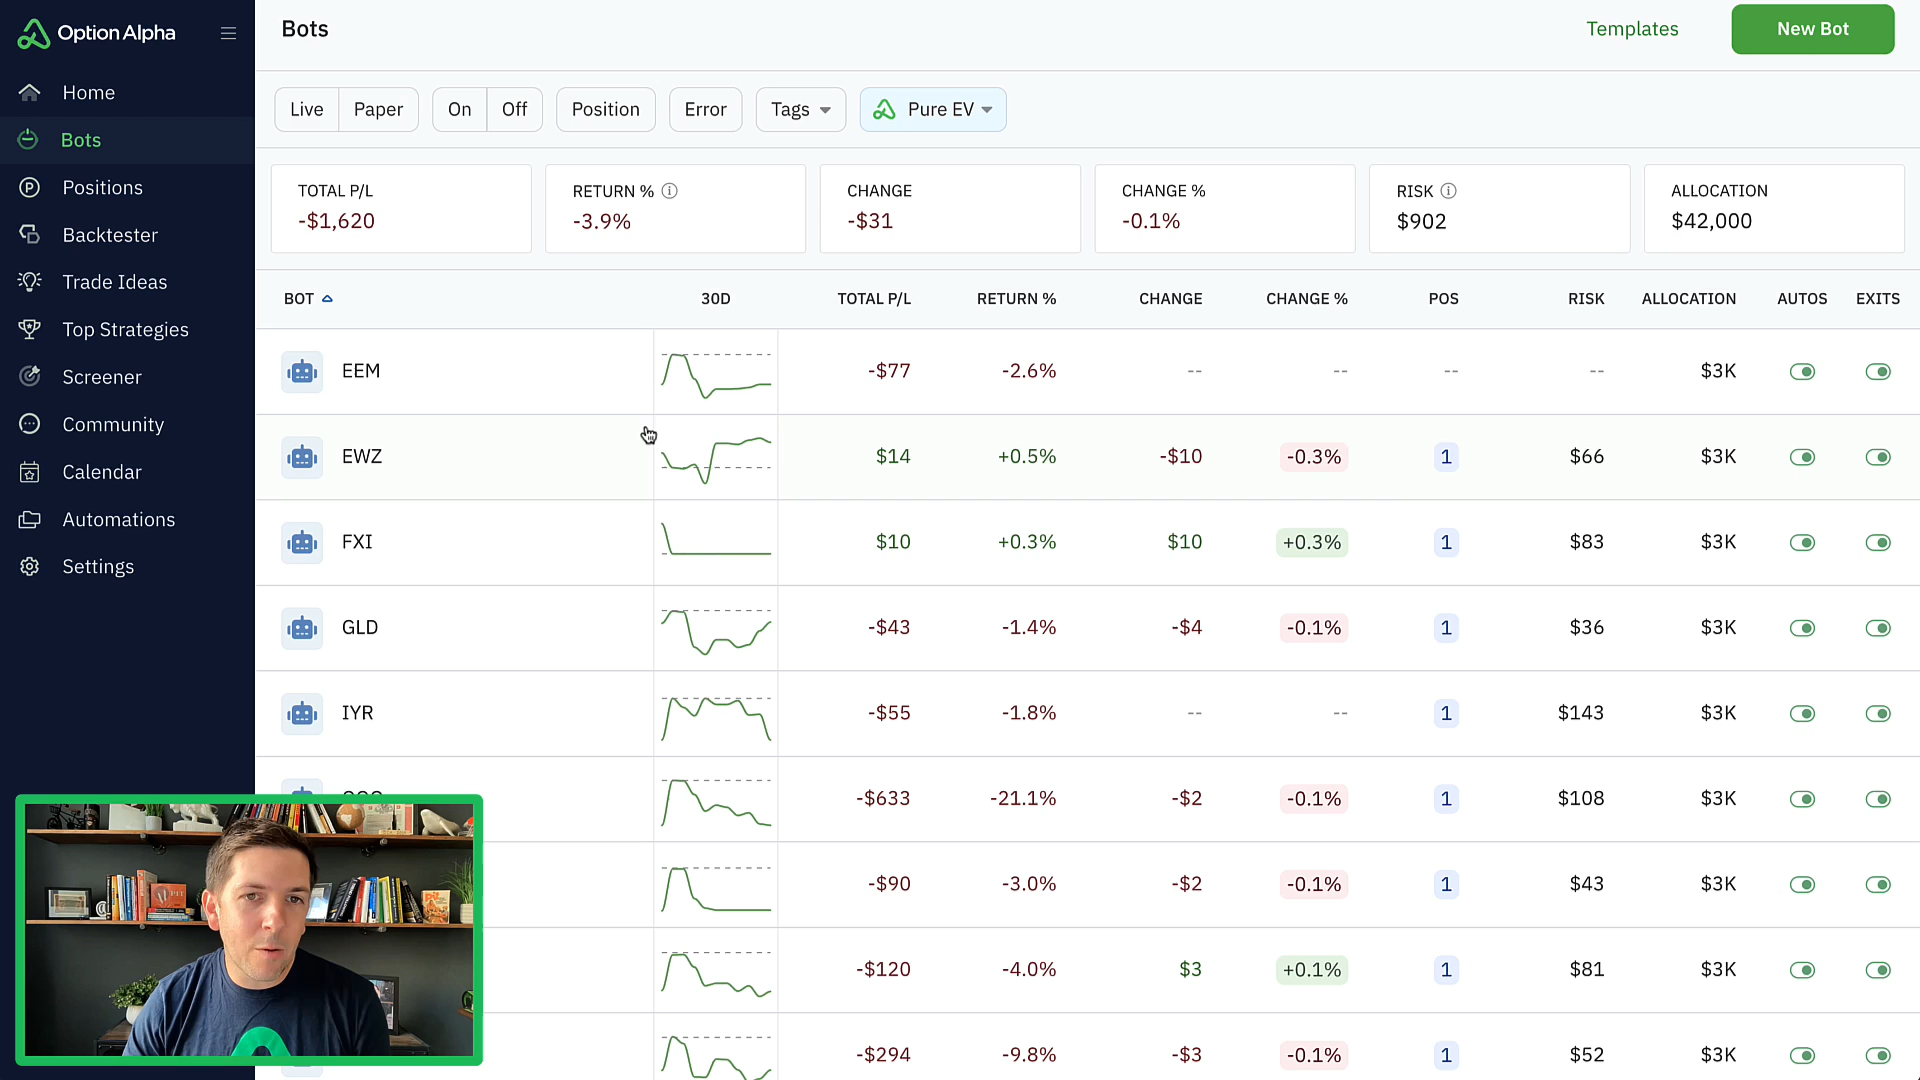 Option Alpha
Home
Bots
Positions
Backtester
Trade Ideas
Top Strategies
Screener
Community
Calendar
Automations
Settings
Bots
Templates
New Bot
Live Paper On Off Position Error Tags Pure EV
TOTAL P/L RETURN % CHANGE CHANGE % RISK ALLOCATION
-$1,620 -3.9% -$31 -0.1% $902 $42,000
BOT 30D TOTAL P/L RETURN % CHANGE CHANGE % POS RISK ALLOCATION AUTOS EXITS
EEM -$77 -2.6% -- -- -- -- $3K
EWZ $14 +0.5% -$10 -0.3% 1 $66 $3K
FXI $10 +0.3% $10 +0.3% 1 $83 $3K
GLD -$43 -1.4% -$4 -0.1% 1 $36 $3K
IYR -$55 -1.8% -- -- 1 $143 $3K
-$633 -21.1% -$2 -0.1% 1 $108 $3K
-$90 -3.0% -$2 -0.1% 1 $43 $3K
-$120 -4.0% $3 +0.1% 1 $81 $3K
-$294 -9.8% -$3 -0.1% 1 $52 $3K